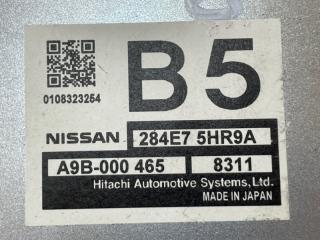 B5
0108323254
NISSAN 284E7 5HR9A
A9B-000 465 8311
Hitachi Automotive Systems, Ltd.
MADE IN JAPAN